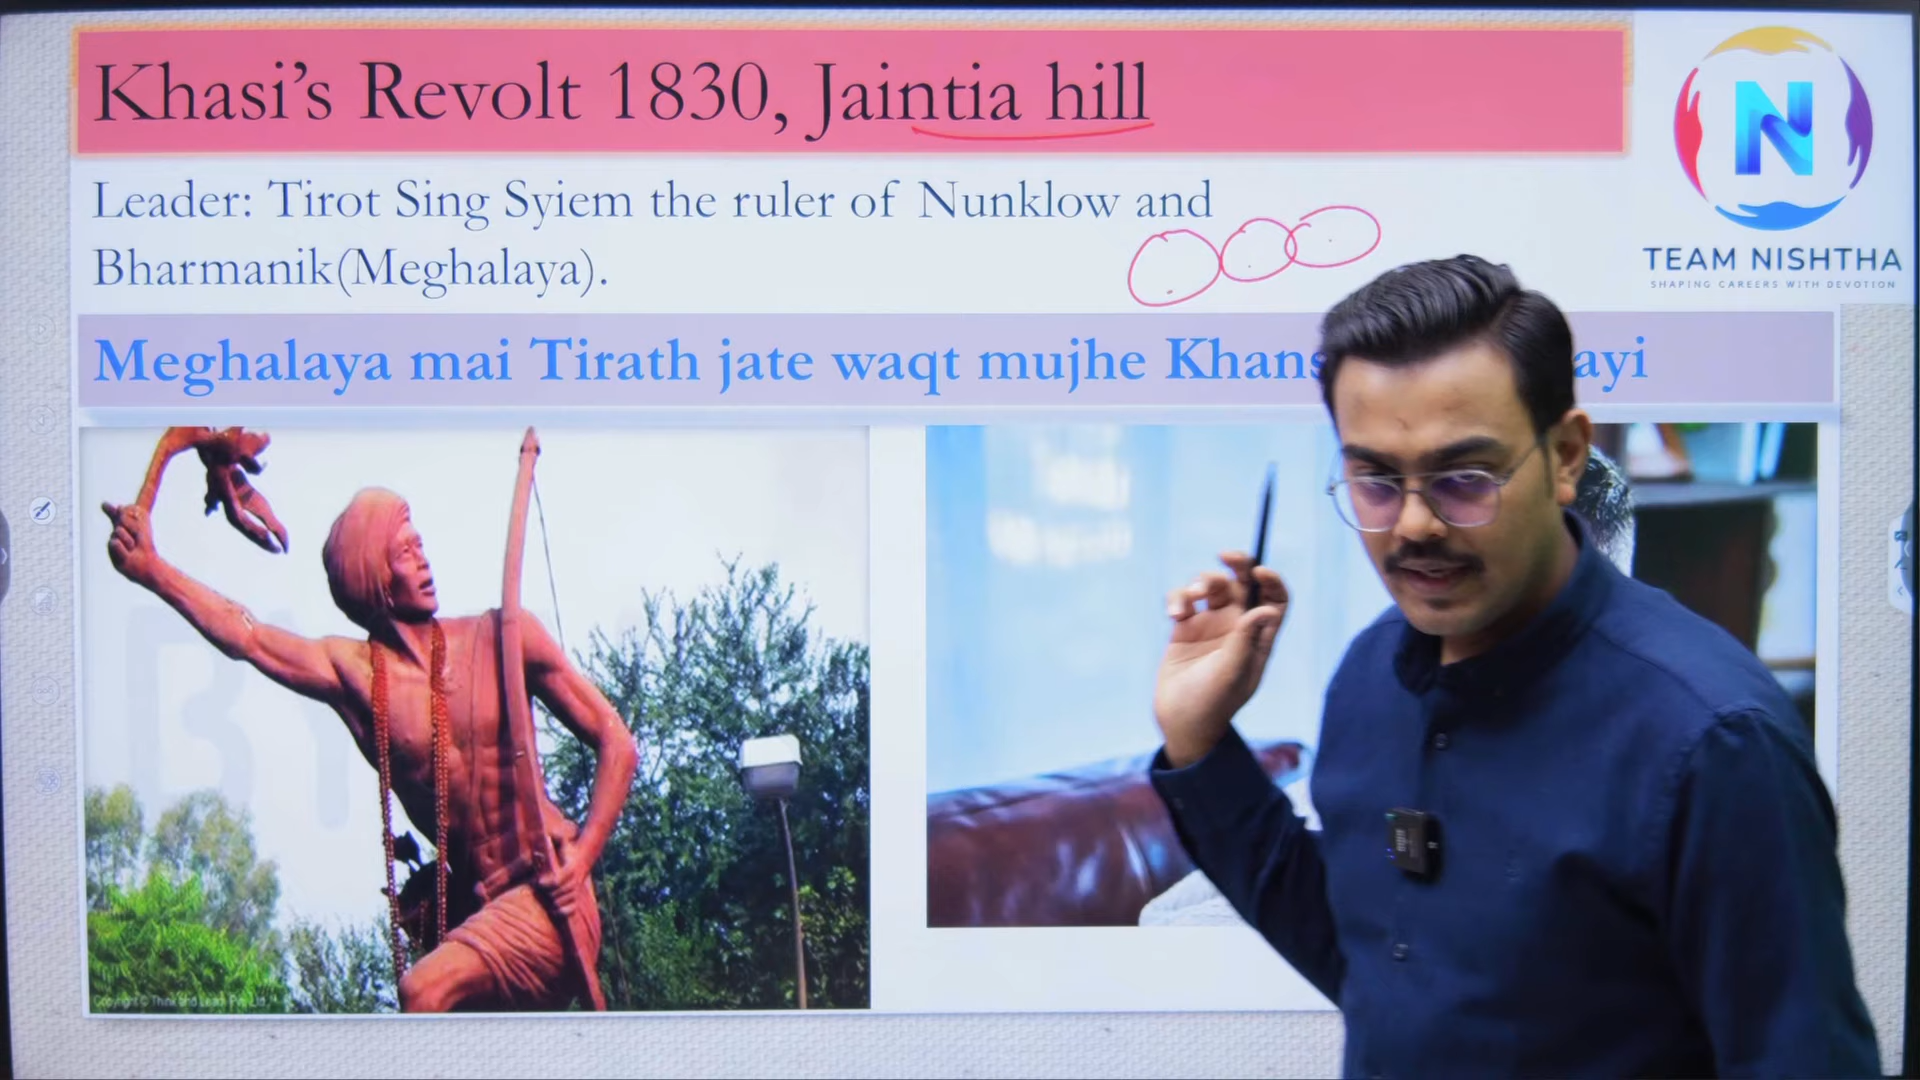 Khasi’s Revolt 1830, Jaintia hill
Leader: Tirot Sing Syiem the ruler of Nunklow and
Bharmanik(Meghalaya).
Meghalaya mai Tirath jate waqt mujhe
N
TEAM NISHTHA
SHAPING CAREERS WITH DEVOTION